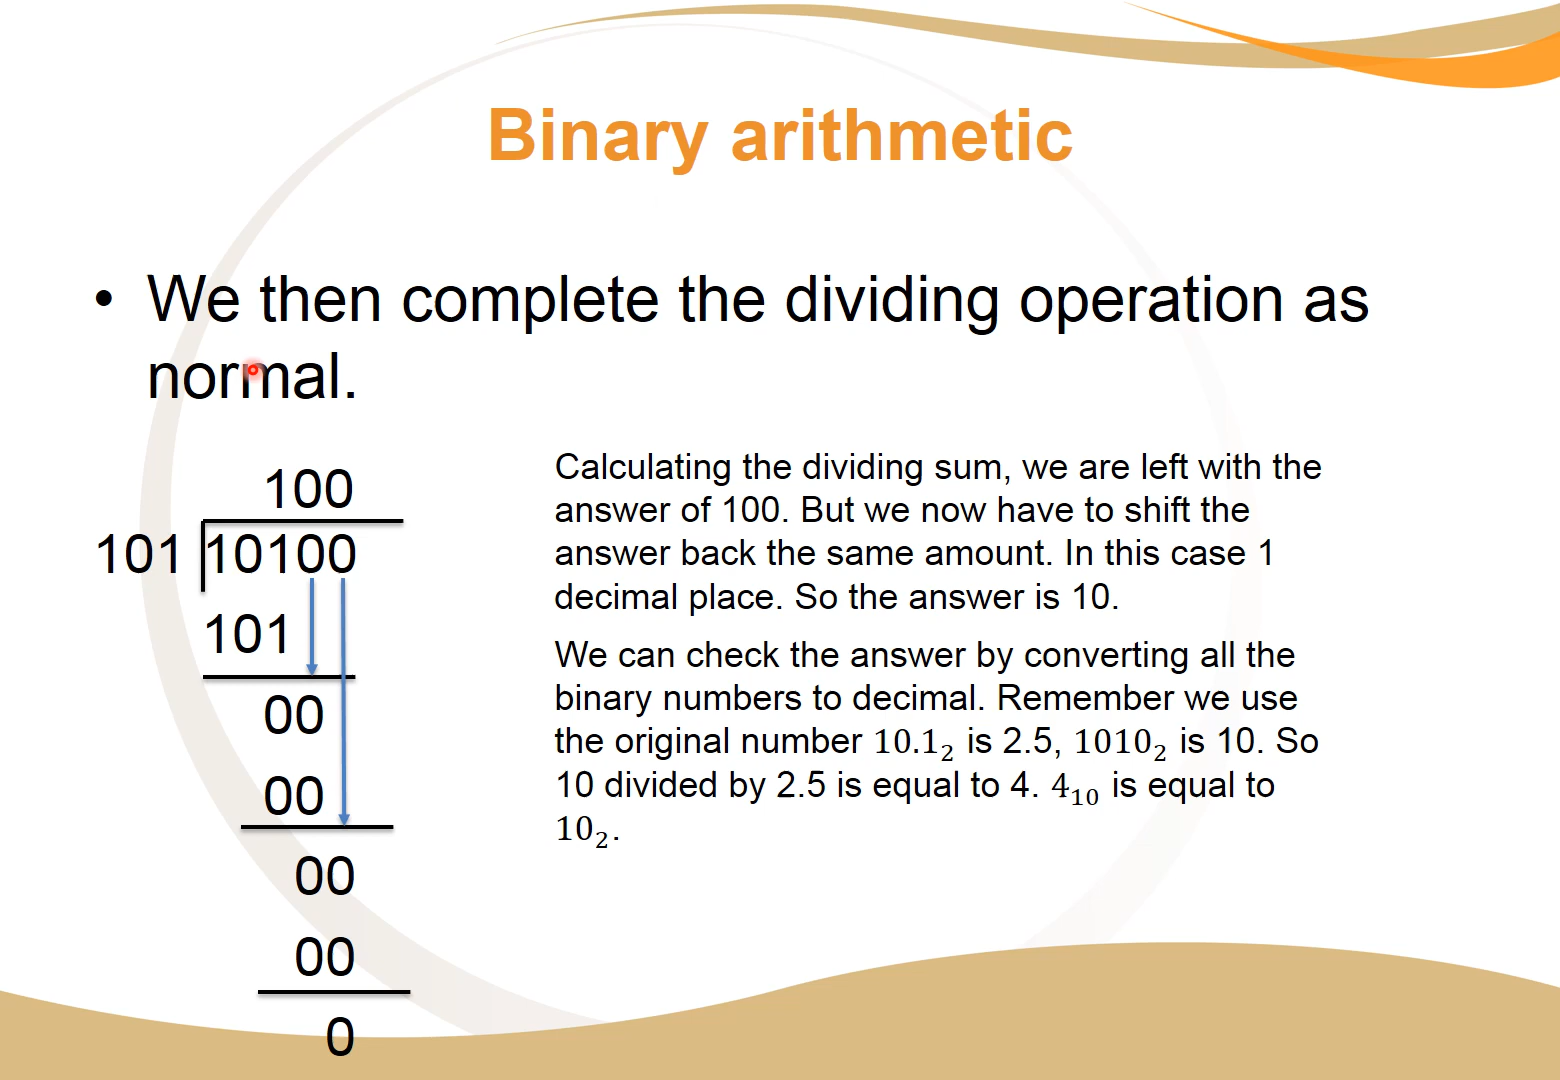 Binary arithmetic
• We then complete the dividing operation as
normal.
100
101 10100
101
00
00
00
00
0
Calculating the dividing sum, we are left with the
answer of 100. But we now have to shift the
answer back the same amount. In this case 1
decimal place. So the answer is 10.
We can check the answer by converting all the
binary numbers to decimal. Remember we use
the original number 10.1₂ is 2.5, 1010₂ is 10. So
10 divided by 2.5 is equal to 4. 4₁₀ is equal to
10₂.